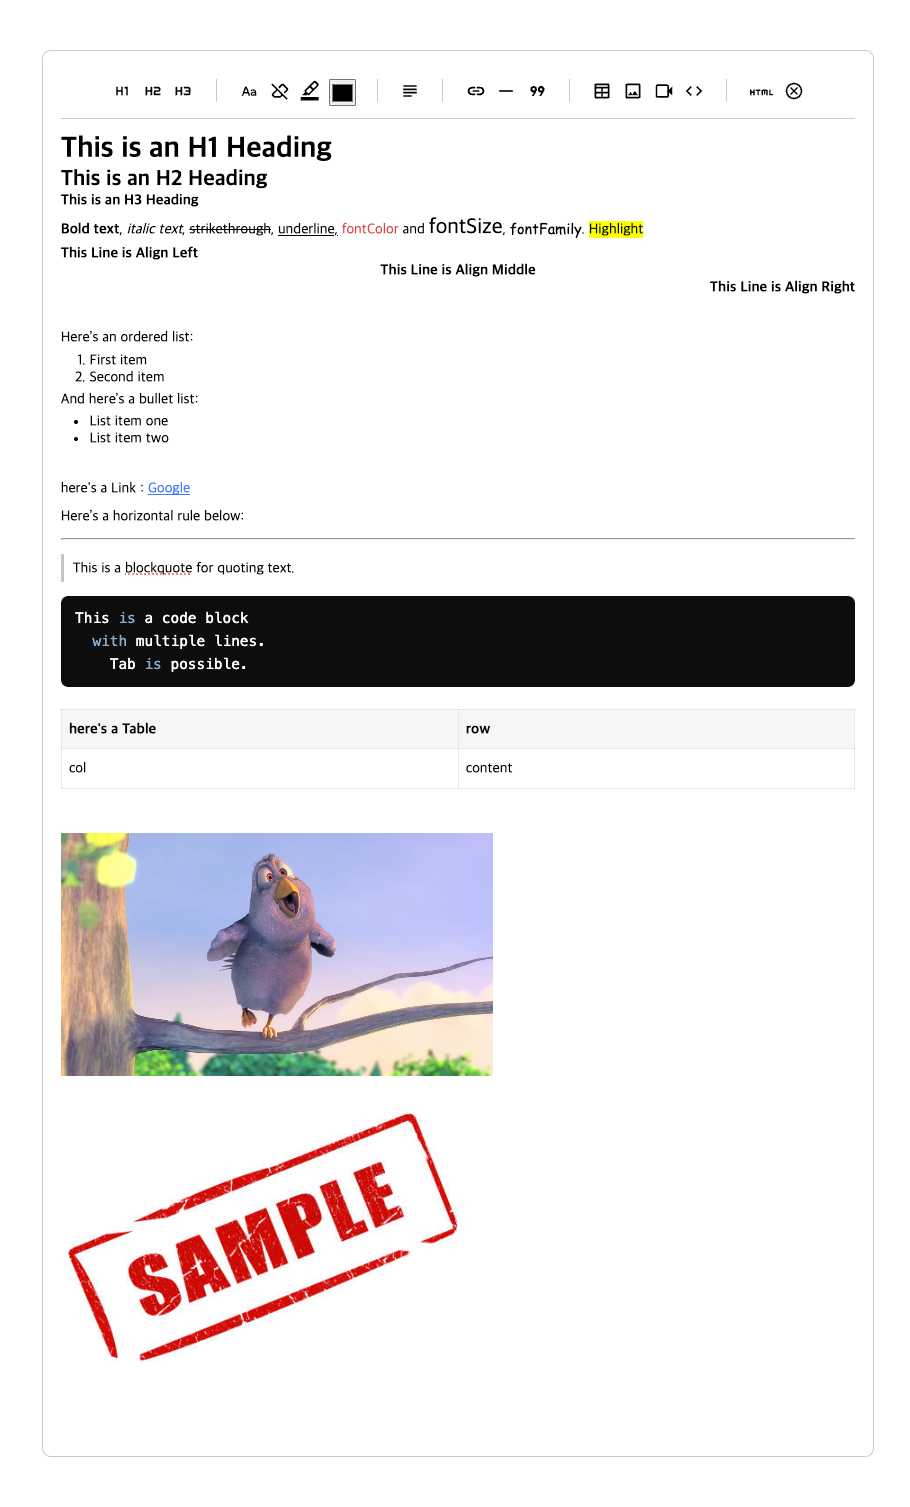 H1 H2 H3 Aa 99 HTML
This is an H1 Heading
This is an H2 Heading
This is an H3 Heading
Bold text, italic text, strikethrough, underline, fontColor and fontSize, fontFamily. Highlight
This Line is Align Left
This Line is Align Middle
This Line is Align Right
Here's an ordered list:
1. First item
2. Second item
And here's a bullet list:
• List item one
• List item two
here's a Link : Google
Here's a horizontal rule below:
This is a blockquote for quoting text.
This is a code block
with multiple lines.
Tab is possible.
here's a Table row
col content
SAMPLE